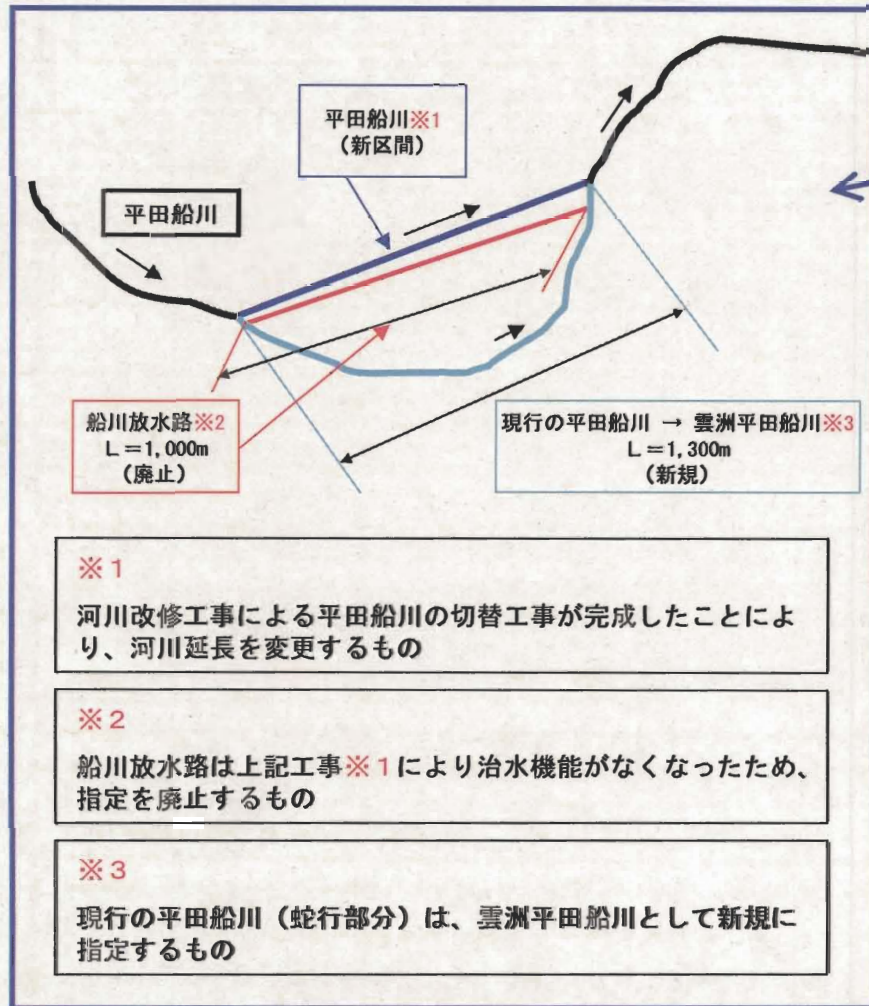 平田船川※1
(新区間)
平田船川
船川放水路※2
L=1,000m
(廃止)
現行の平田船川 → 雲洲平田船川※3
L=1,300m
(新規)
※1
河川改修工事による平田船川の切替工事が完成したことによ
り、河川延長を変更するもの
※2
船川放水路は上記工事※1により治水機能がなくなったため、
指定を廃止するもの
※3
現行の平田船川（蛇行部分）は、雲洲平田船川として新規に
指定するもの